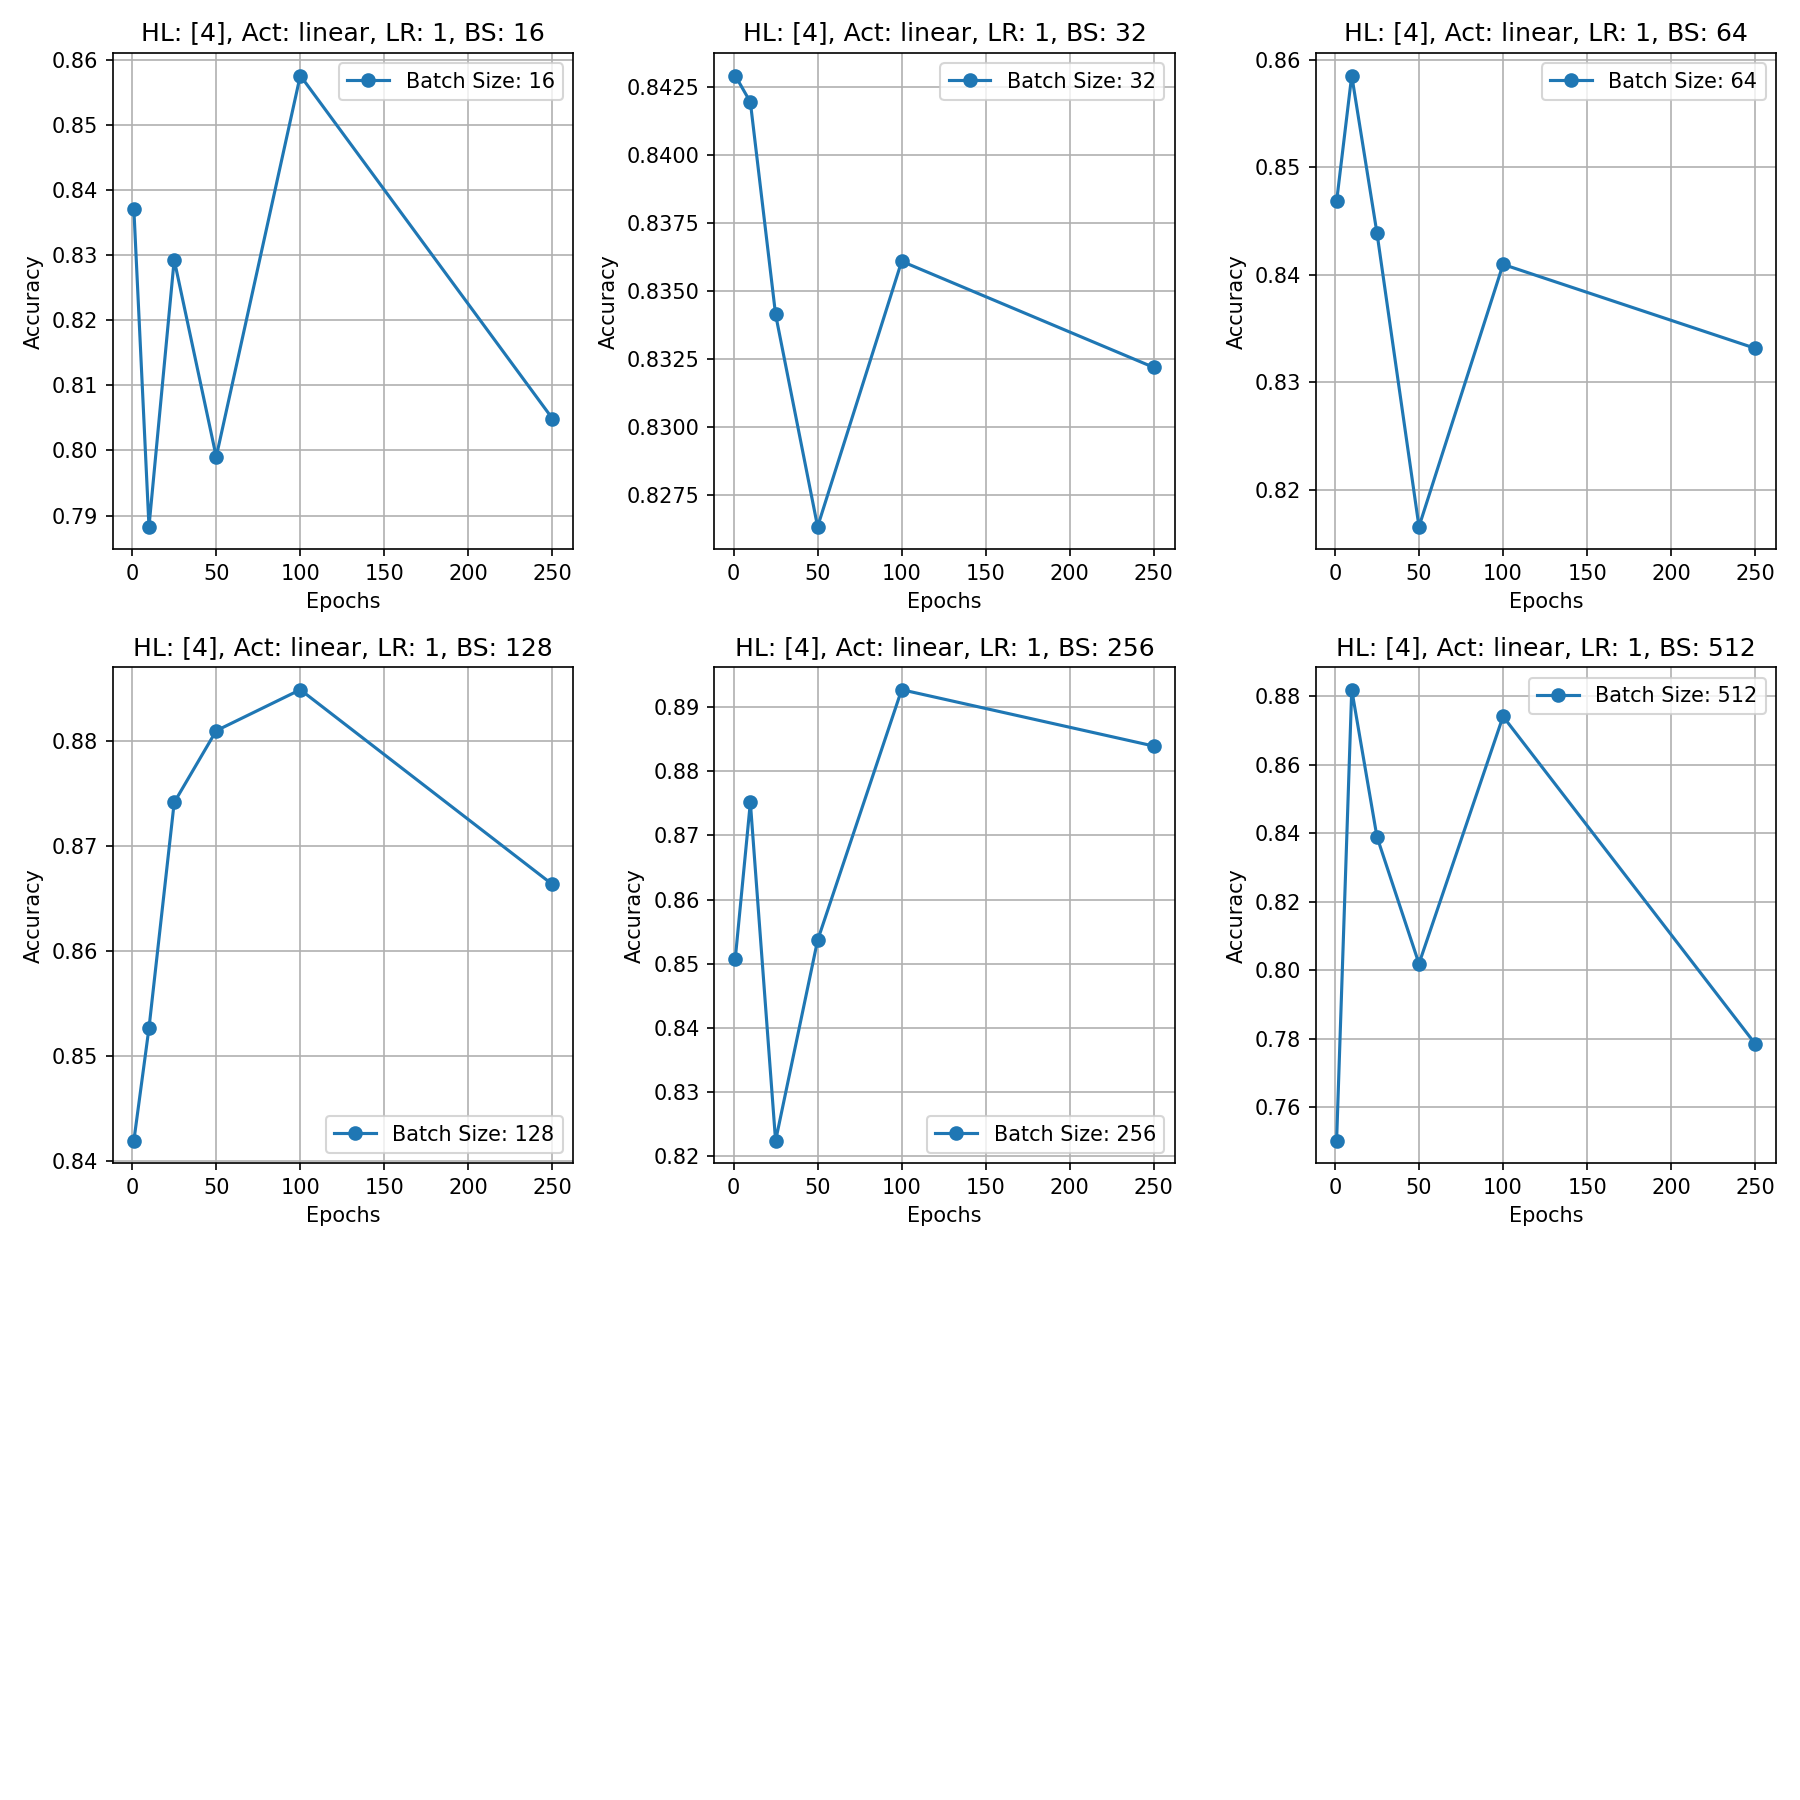 HL: [4], Act: linear, LR: 1, BS: 16
Batch Size: 16
Accuracy
0.86
0.85
0.84
0.83
0.82
0.81
0.80
0.79
0 50 100 150 200 250
Epochs
HL: [4], Act: linear, LR: 1, BS: 32
Batch Size: 32
Accuracy
0.8425
0.8400
0.8375
0.8350
0.8325
0.8300
0.8275
0 50 100 150 200 250
Epochs
HL: [4], Act: linear, LR: 1, BS: 64
Batch Size: 64
Accuracy
0.86
0.85
0.84
0.83
0.82
0 50 100 150 200 250
Epochs
HL: [4], Act: linear, LR: 1, BS: 128
Accuracy
0.88
0.87
0.86
0.85
0.84
Batch Size: 128
0 50 100 150 200 250
Epochs
HL: [4], Act: linear, LR: 1, BS: 256
Accuracy
0.89
0.88
0.87
0.86
0.85
0.84
0.83
0.82
Batch Size: 256
0 50 100 150 200 250
Epochs
HL: [4], Act: linear, LR: 1, BS: 512
Batch Size: 512
Accuracy
0.88
0.86
0.84
0.82
0.80
0.78
0.76
0 50 100 150 200 250
Epochs